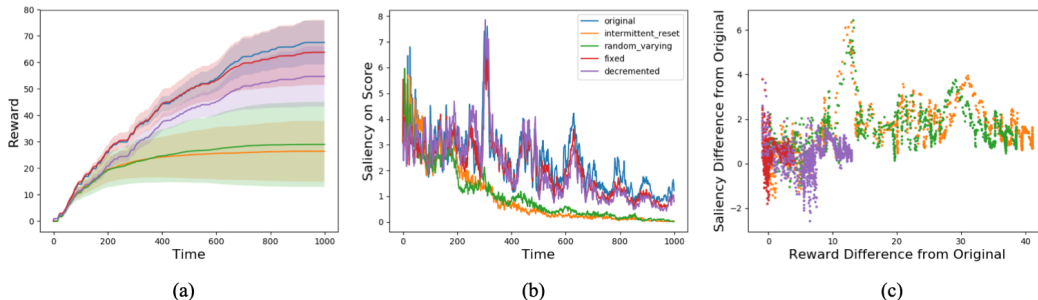 80
70
60
50
40
30
20
10
0
Reward
0 200 400 600 800 1000
Time
(a)
8
7
6
5
4
3
2
1
0
Saliency on Score
original
intermittent_reset
random_varying
fixed
decremented
0 200 400 600 800 1000
Time
(b)
6
4
2
0
−2
Saliency Difference from Original
0 10 20 30 40
Reward Difference from Original
(c)